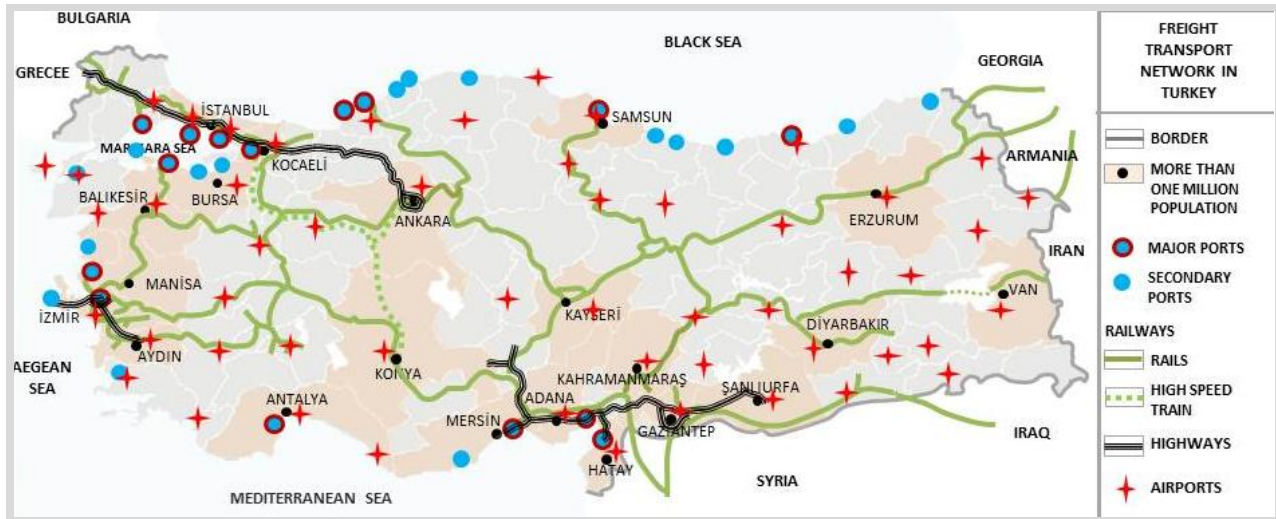 BULGARIA
BLACK SEA
GRECEE
GEORGIA
İSTANBUL
SAMSUN
MARMARA SEA
KOCAELİ
ARMANIA
BALIKESİR
BURSA
ANKARA
ERZURUM
IRAN
MANİSA
VAN
İZMİR
KAYSERİ
DİYARBAKIR
AYDIN
AEGEAN
SEA
KONYA
KAHRAMANMARAŞ
ŞANLIURFA
ANTALYA
MERSİN
ADANA
GAZİANTEP
IRAQ
HATAY
SYRIA
MEDITERRANEAN SEA
FREIGHT
TRANSPORT
NETWORK IN
TURKEY
BORDER
MORE THAN
ONE MILLION
POPULATION
MAJOR PORTS
SECONDARY
PORTS
RAILWAYS
RAILS
HIGH SPEED
TRAIN
HIGHWAYS
AIRPORTS